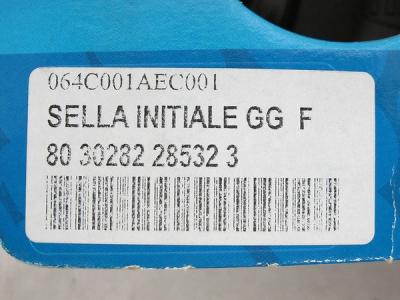 064C001AEC001
SELLA INITIALE GG F
80 30282 28532 3